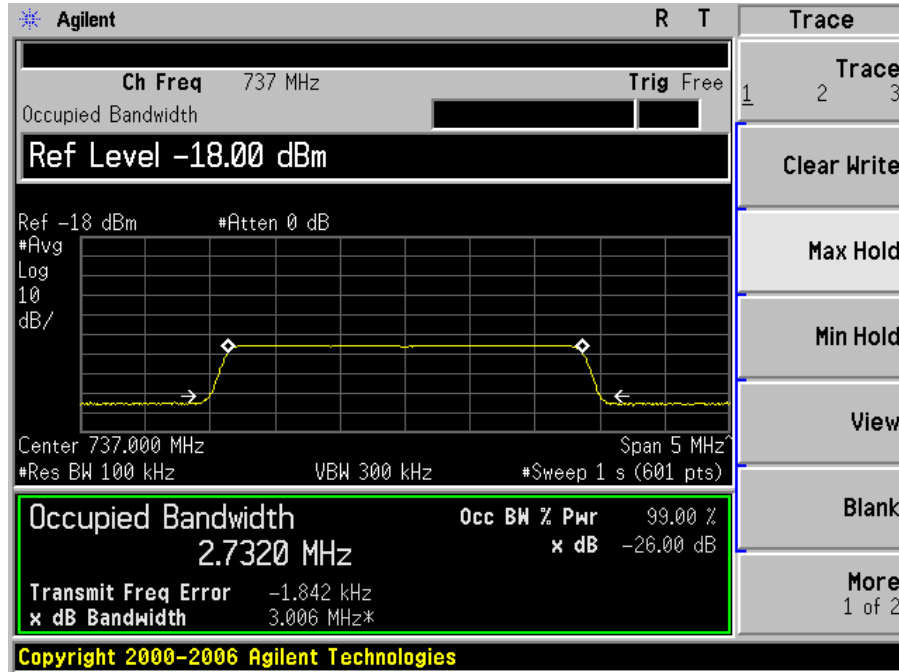 Agilent R T Trace
Ch Freq 737 MHz Trig Free
Occupied Bandwidth
Trace
1 2 3
Ref Level -18.00 dBm
Clear Write
Ref -18 dBm #Atten 0 dB
#Avg
Log
10
dB/
Max Hold
Min Hold
View
Center 737.000 MHz Span 5 MHz^
#Res BW 100 kHz VBW 300 kHz #Sweep 1 s (601 pts)
Occupied Bandwidth
2.7320 MHz
Occ BW % Pwr 99.00 %
x dB -26.00 dB
Blank
Transmit Freq Error -1.842 kHz
x dB Bandwidth 3.006 MHz*
More
1 of 2
Copyright 2000-2006 Agilent Technologies